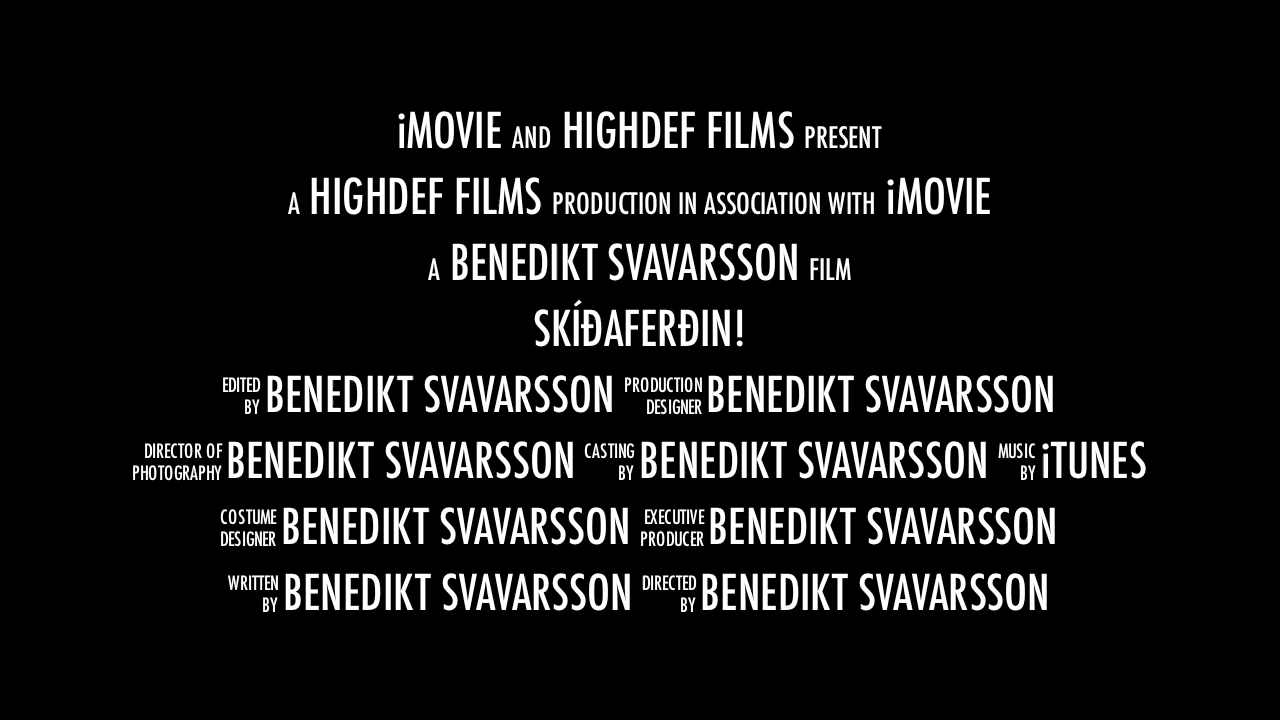 iMOVIE AND HIGHDEF FILMS PRESENT
A HIGHDEF FILMS PRODUCTION IN ASSOCIATION WITH iMOVIE
A BENEDIKT SVAVARSSON FILM
SKÍÐAFERÐIN!
EDITED BY BENEDIKT SVAVARSSON PRODUCTION DESIGNER BENEDIKT SVAVARSSON
DIRECTOR OF PHOTOGRAPHY BENEDIKT SVAVARSSON CASTING BY BENEDIKT SVAVARSSON MUSIC BY iTUNES
COSTUME DESIGNER BENEDIKT SVAVARSSON EXECUTIVE PRODUCER BENEDIKT SVAVARSSON
WRITTEN BY BENEDIKT SVAVARSSON DIRECTED BY BENEDIKT SVAVARSSON